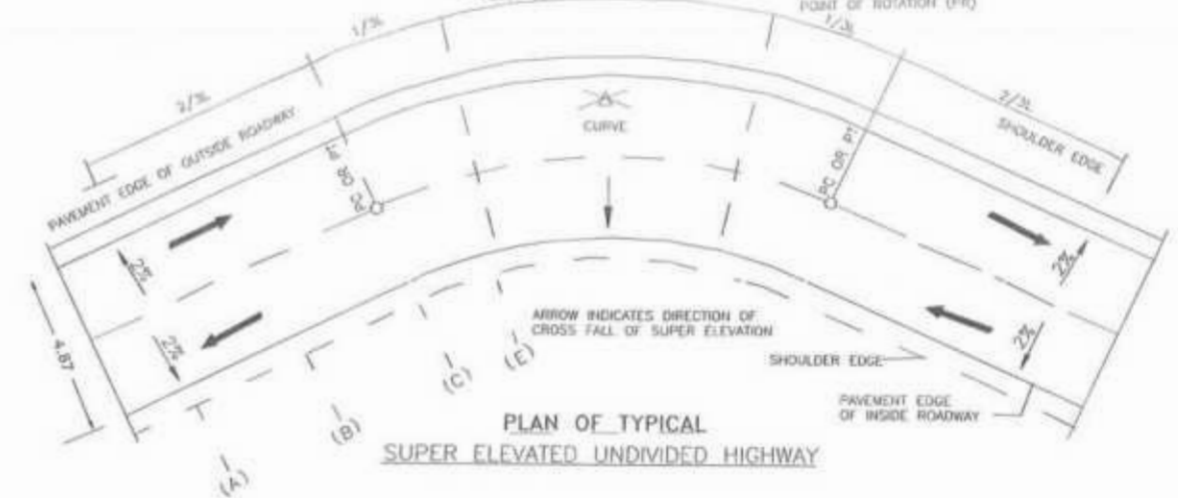 POINT OF ROTATION (PR)
1/3L
1/3L
2/3L
2/3L
SHOULDER EDGE
PAVEMENT EDGE OF OUTSIDE ROADWAY
CURVE
PC OR PT
PC OR PT
2%
2%
2%
2%
4.87
ARROW INDICATES DIRECTION OF
CROSS FALL OF SUPER ELEVATION
SHOULDER EDGE
PAVEMENT EDGE
OF INSIDE ROADWAY
(E)
(C)
(B)
(A)
PLAN OF TYPICAL
SUPER ELEVATED UNDIVIDED HIGHWAY